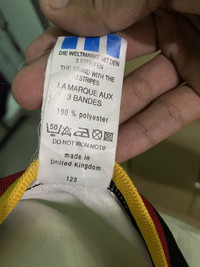 DIE WELTMARKE MIT DEN
3 STREIFEN
THE BRAND WITH THE
3 STRIPES
LA MARQUE AUX
3 BANDES
100 % polyester
50
DO NOT IRON MOTIF
made in
United Kingdom
125